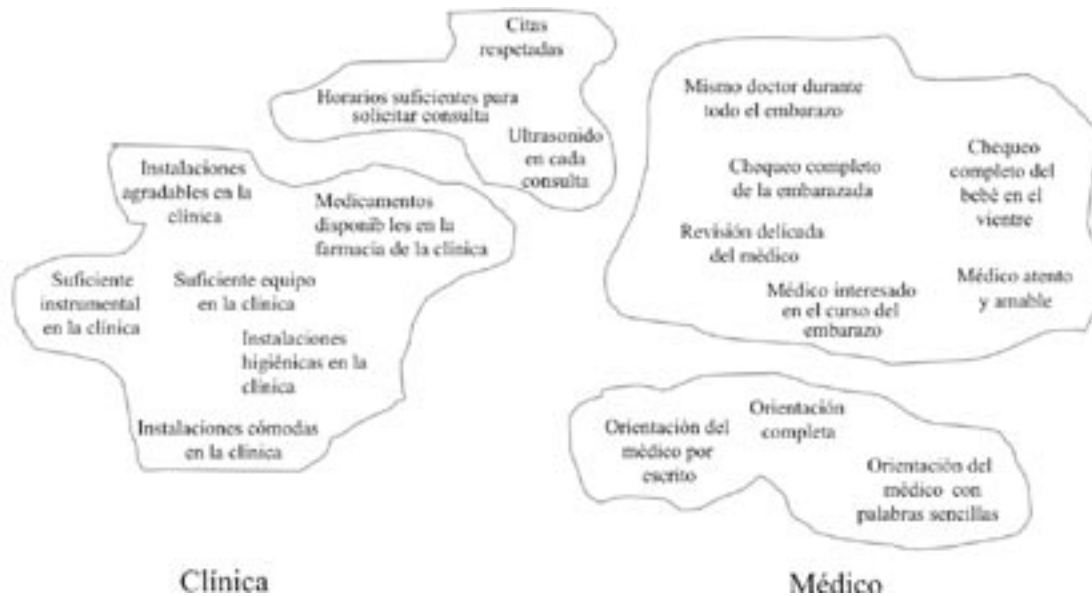 Citas
respetadas
Horarios suficientes para
solicitar consulta
Ultrasonido
en cada
consulta
Instalaciones
agradables en la
clínica
Medicamentos
disponib les en la
farmacia de la clínica
Suficiente
instrumental
en la clínica
Suficiente equipo
en la clínica
Instalaciones
higiénicas en la
clínica
Instalaciones cómodas
en la clínica
Clínica
Mismo doctor durante
todo el embarazo
Chequeo completo
de la embarazada
Chequeo
completo del
bebé en el
vientre
Revisión delicada
del médico
Médico interesado
en el curso del
embarazo
Médico atento
y amable
Orientación del
médico por
escrito
Orientación
completa
Orientación del
médico con
palabras sencillas
Médico